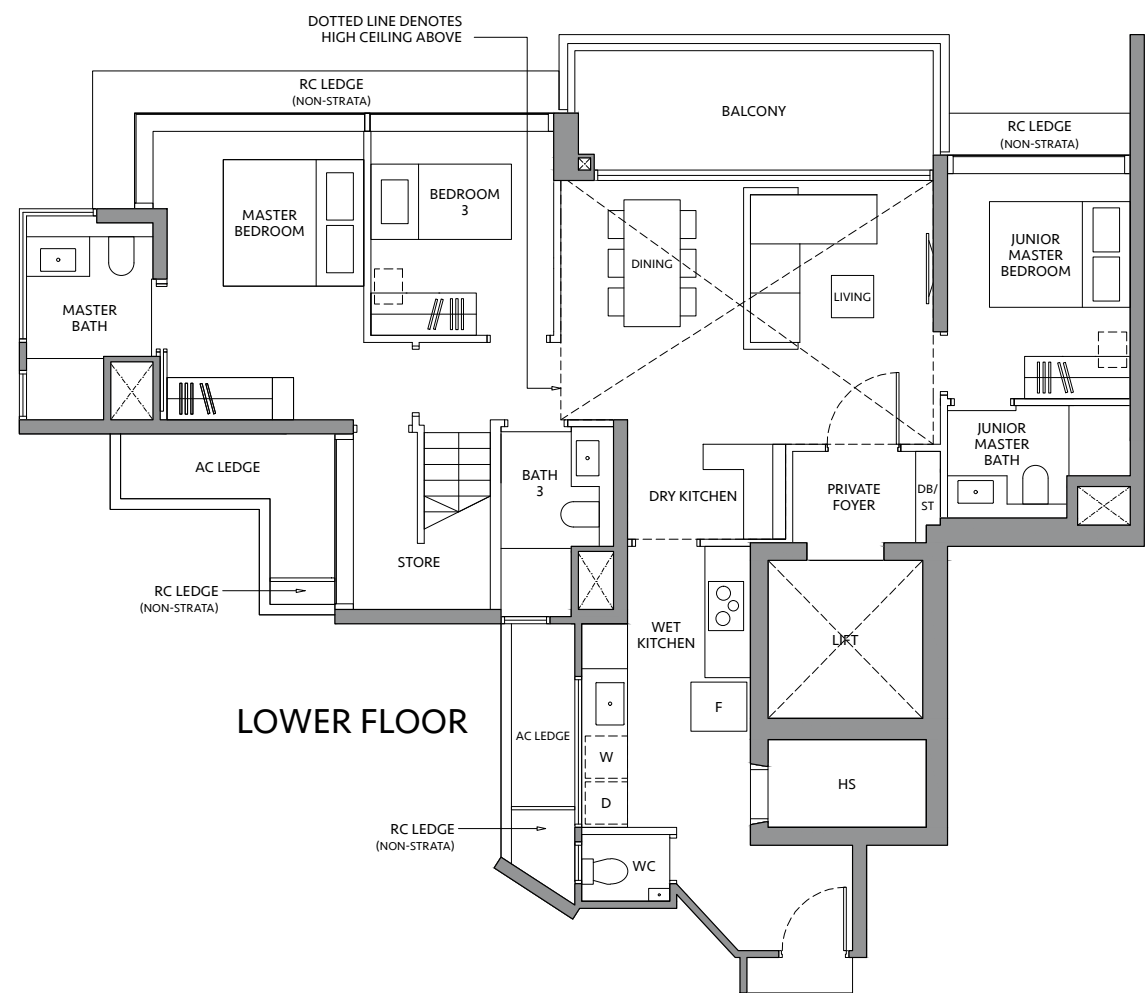 DOTTED LINE DENOTES
HIGH CEILING ABOVE
RC LEDGE
(NON-STRATA)
BALCONY
RC LEDGE
(NON-STRATA)
MASTER
BEDROOM
BEDROOM
3
DINING
LIVING
JUNIOR
MASTER
BEDROOM
MASTER
BATH
AC LEDGE
BATH
3
DRY KITCHEN
PRIVATE
FOYER
DB/
ST
JUNIOR
MASTER
BATH
STORE
RC LEDGE
(NON-STRATA)
WET
KITCHEN
LIFT
LOWER FLOOR
F
AC LEDGE
W
D
HS
RC LEDGE
(NON-STRATA)
WC